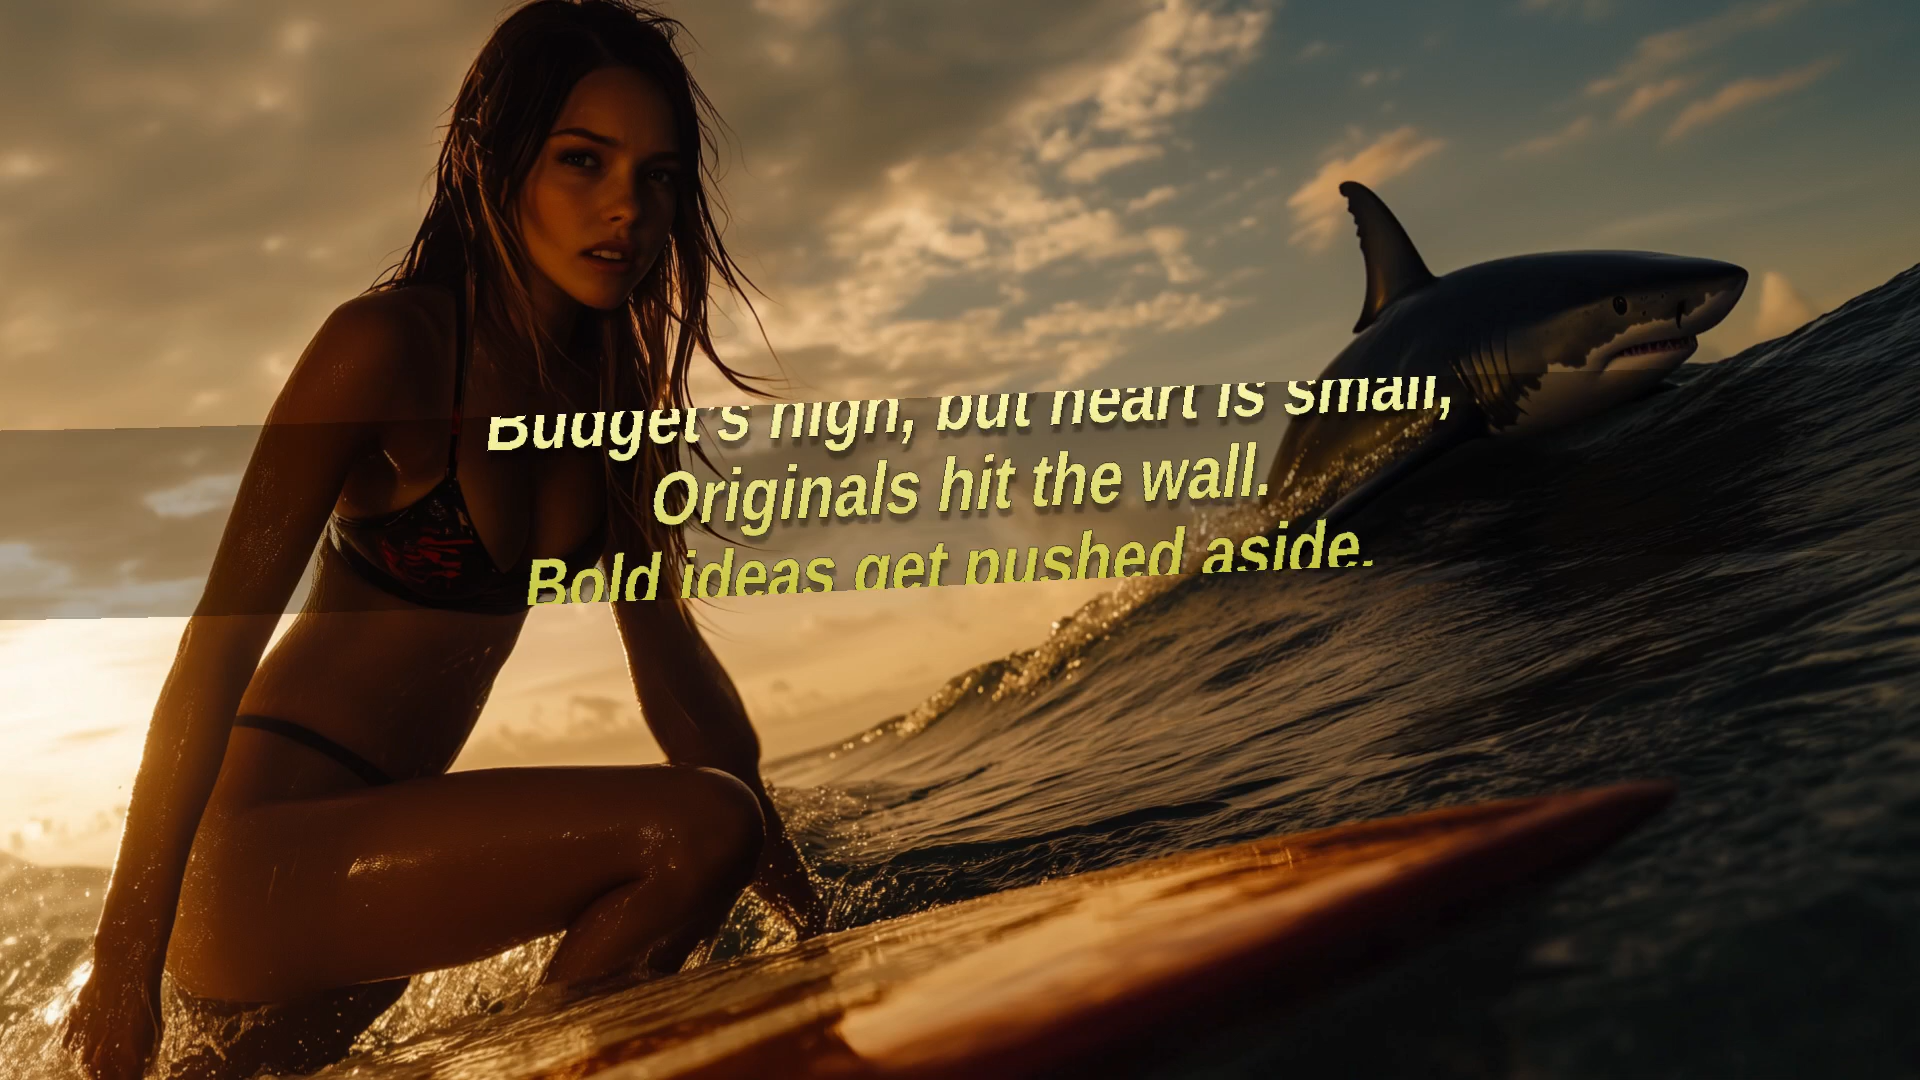 Budget's high, but heart is small,
Originals hit the wall.
Bold ideas get pushed aside.